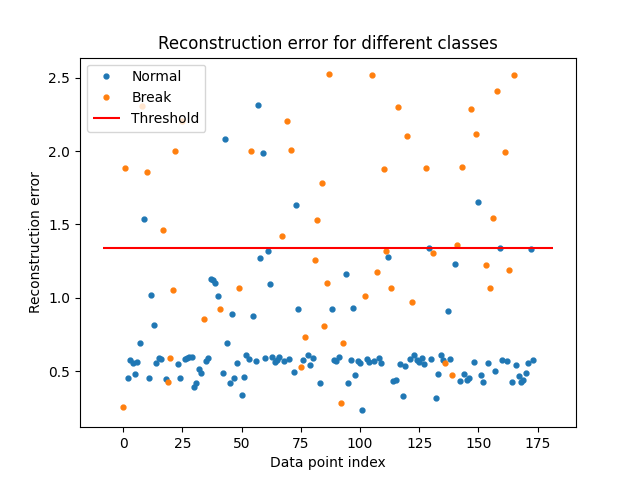 Reconstruction error for different classes
Normal
Break
Threshold
Reconstruction error
2.5
2.0
1.5
1.0
0.5
0
25
50
75
100
125
150
175
Data point index